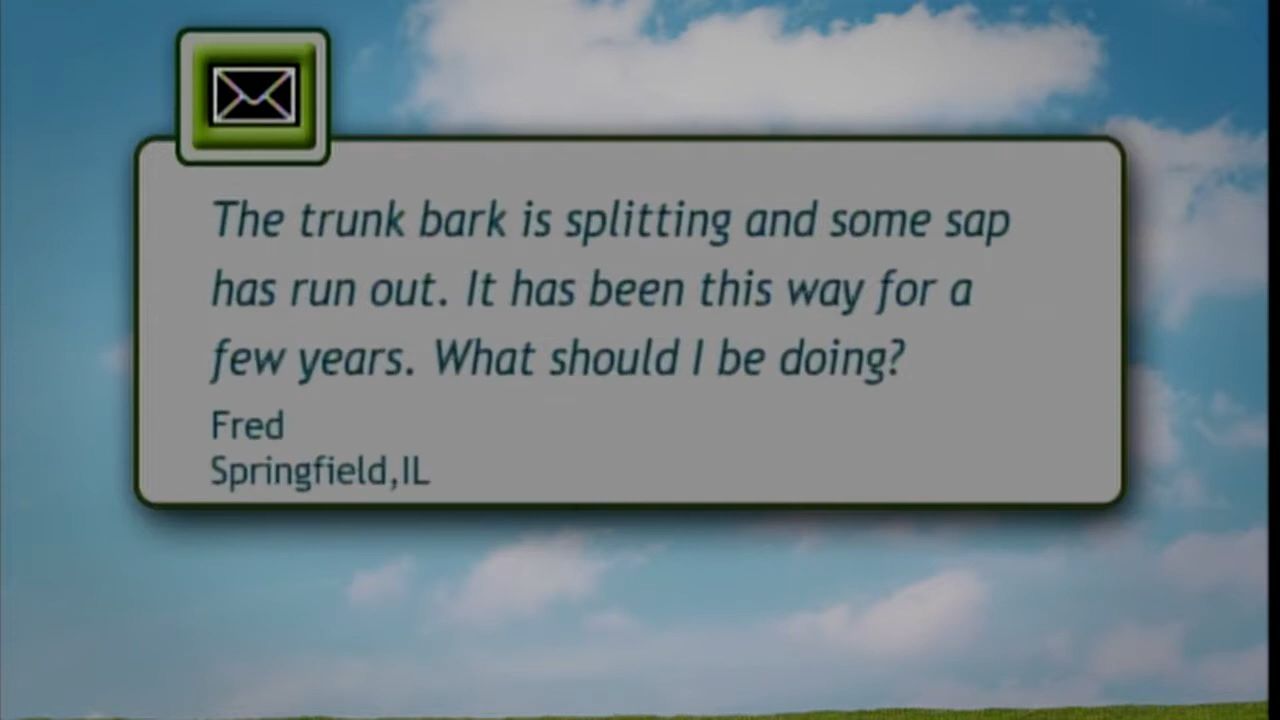 The trunk bark is splitting and some sap
has run out. It has been this way for a
few years. What should I be doing?
Fred
Springfield,IL